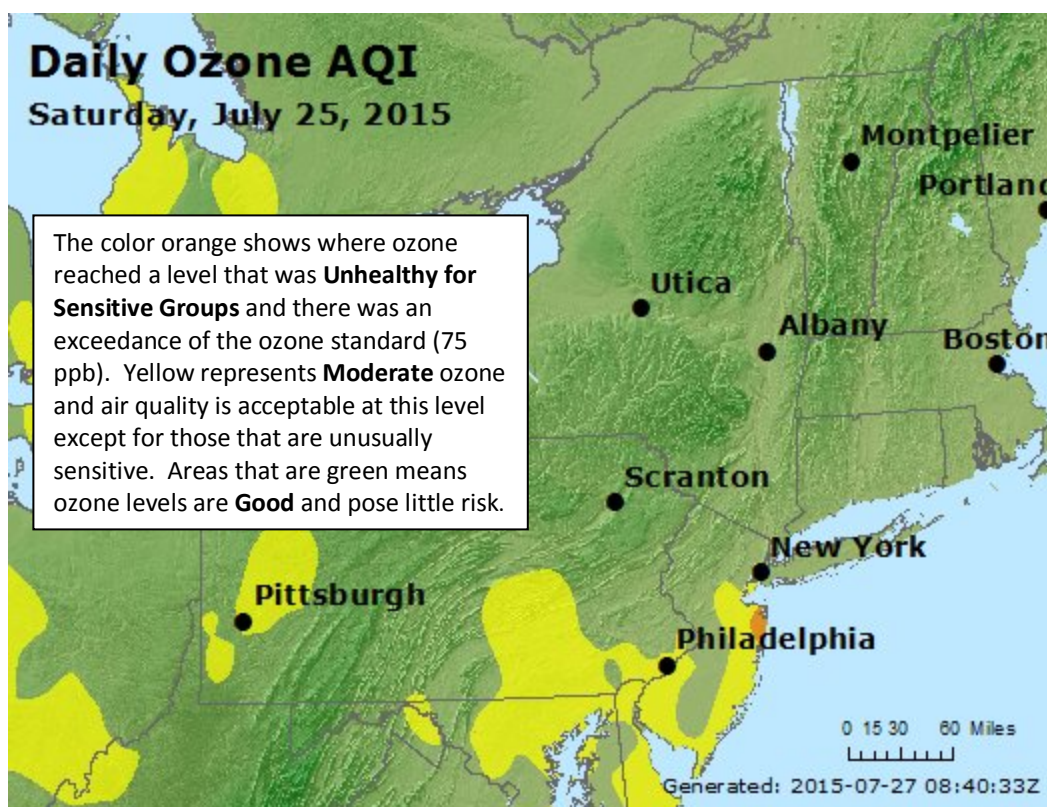 Daily Ozone AQI
Saturday, July 25, 2015
Montpelier
Portland
The color orange shows where ozone
reached a level that was Unhealthy for
Sensitive Groups and there was an
exceedance of the ozone standard (75
ppb). Yellow represents Moderate ozone
and air quality is acceptable at this level
except for those that are unusually
sensitive. Areas that are green means
ozone levels are Good and pose little risk.
Utica
Albany
Boston
Scranton
New York
Pittsburgh
Philadelphia
0 15 30 60 Miles
Generated: 2015-07-27 08:40:33Z